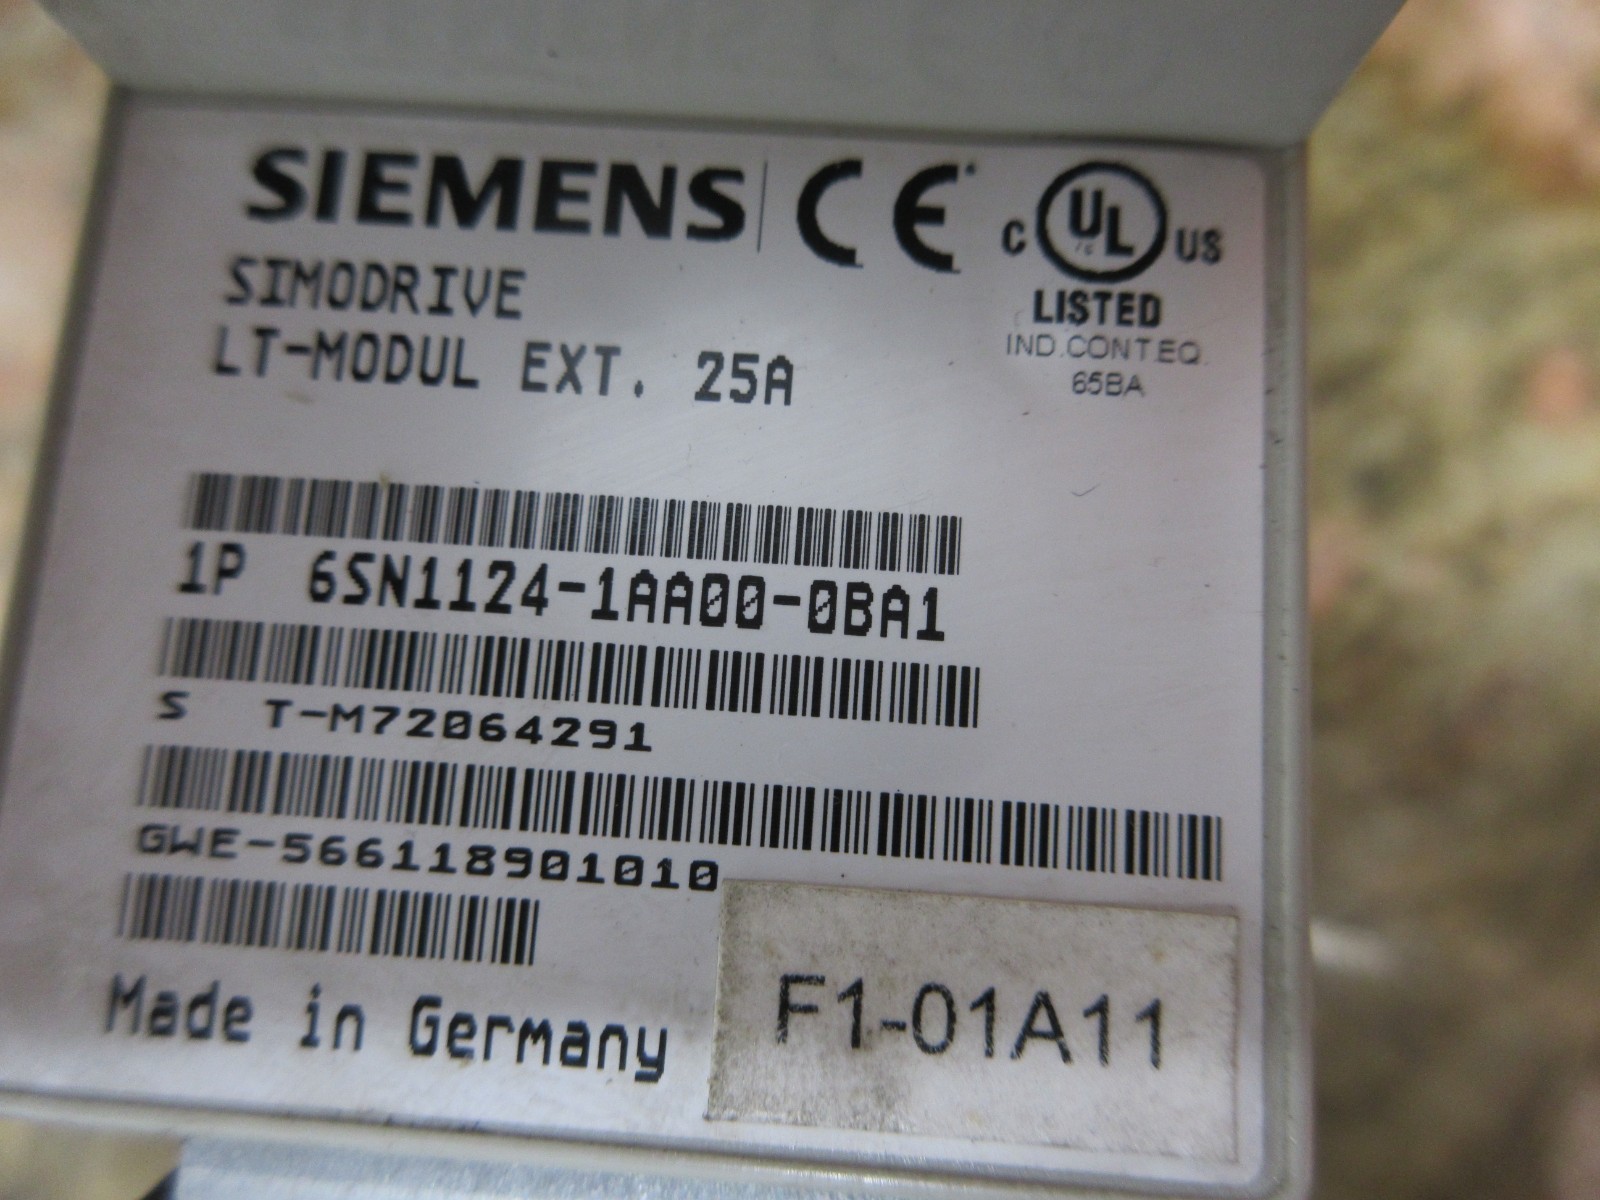 SIEMENS CE C UL US
LISTED
SIMODRIVE
IND.CONT.EQ.
LT-MODUL EXT. 25A
65BA
1P 6SN1124-1AA00-0BA1
S T-M72064291
GWE-566118901010
Made in Germany
F1-01A11